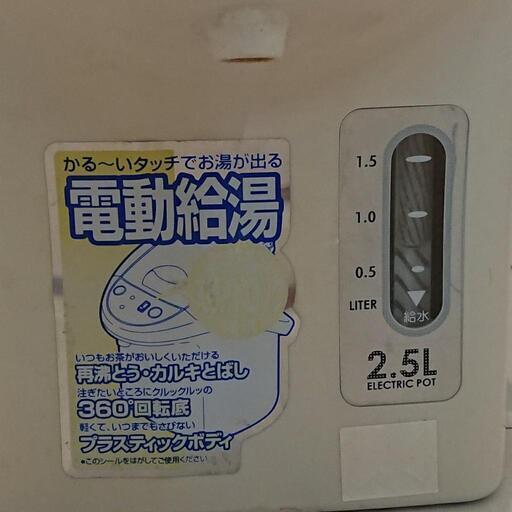 かる〜いタッチでお湯が出る
電動給湯
いつもお茶がおいしくいただける
再沸とう・カルキとばし
注ぎたいところにクルックルッの
360°回転底
軽くて、いつまでもさびない
プラスティックボディ
●このシールをはがしてご使用ください
1.5
1.0
0.5
LITER
給水
2.5L
ELECTRIC POT